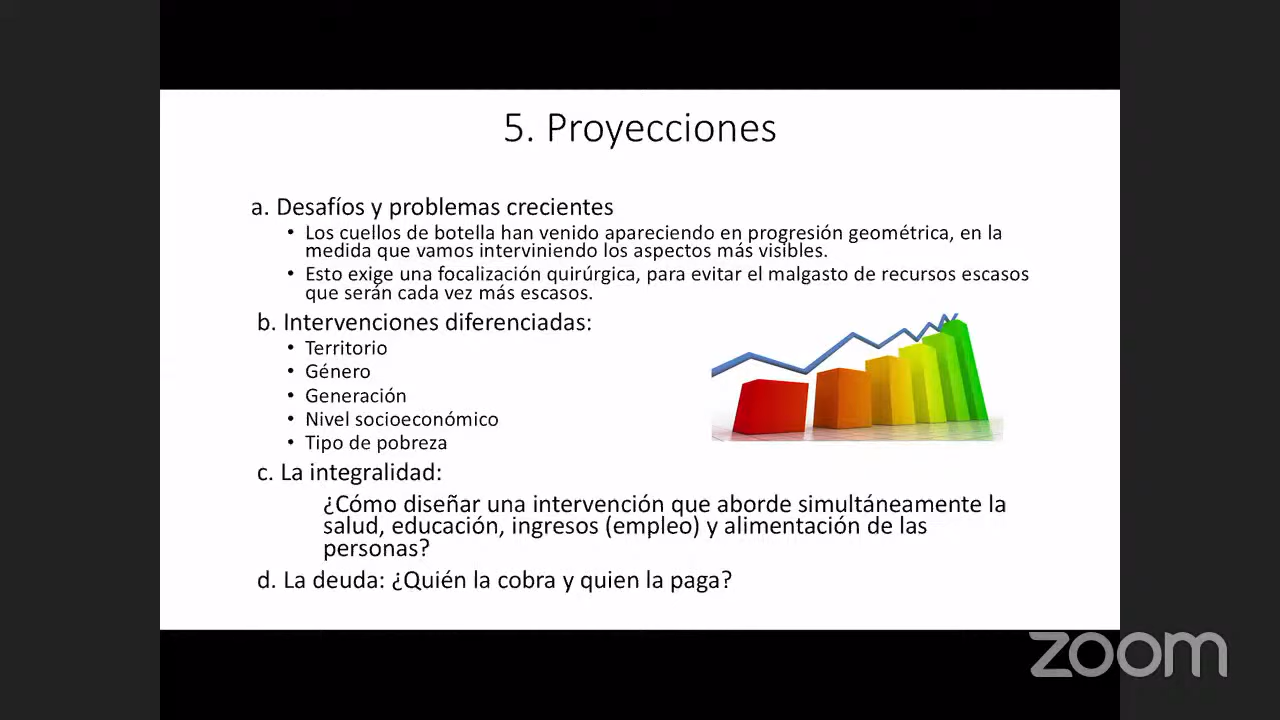 5. Proyecciones
a. Desafíos y problemas crecientes
• Los cuellos de botella han venido apareciendo en progresión geométrica, en la
medida que vamos interviniendo los aspectos más visibles.
• Esto exige una focalización quirúrgica, para evitar el malgasto de recursos escasos
que serán cada vez más escasos.
b. Intervenciones diferenciadas:
• Territorio
• Género
• Generación
• Nivel socioeconómico
• Tipo de pobreza
c. La integralidad:
¿Cómo diseñar una intervención que aborde simultáneamente la
salud, educación, ingresos (empleo) y alimentación de las
personas?
d. La deuda: ¿Quién la cobra y quien la paga?
zoom